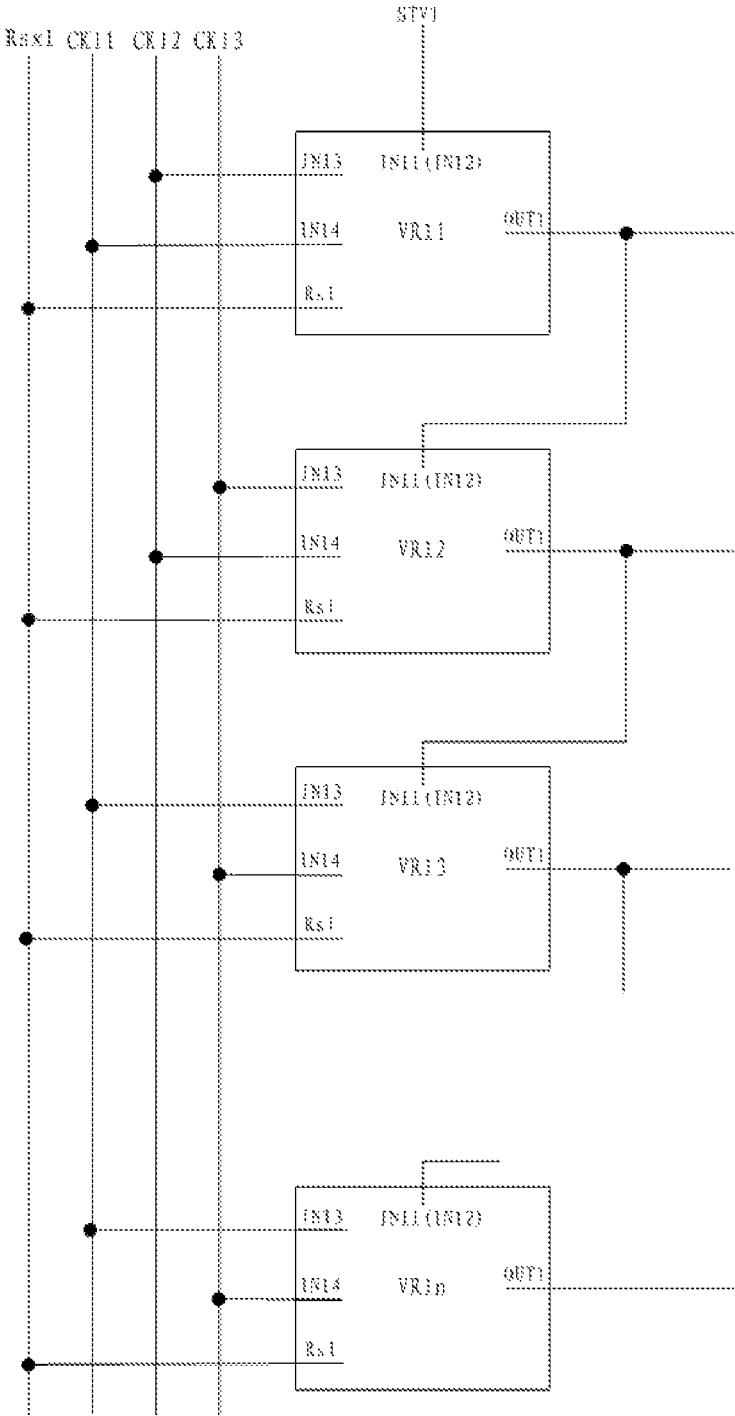 STV1
Rsx1 CK11 CK12 CK13
IN13 IN11(IN12)
VR11 OUT1
IN14
Rs1
IN13 IN11(IN12)
IN14 VR12 OUT1
Rs1
IN13 IN11(IN12)
IN14 VR13 OUT1
Rs1
IN13 IN11(IN12)
IN14 VR1n OUT1
Rs1